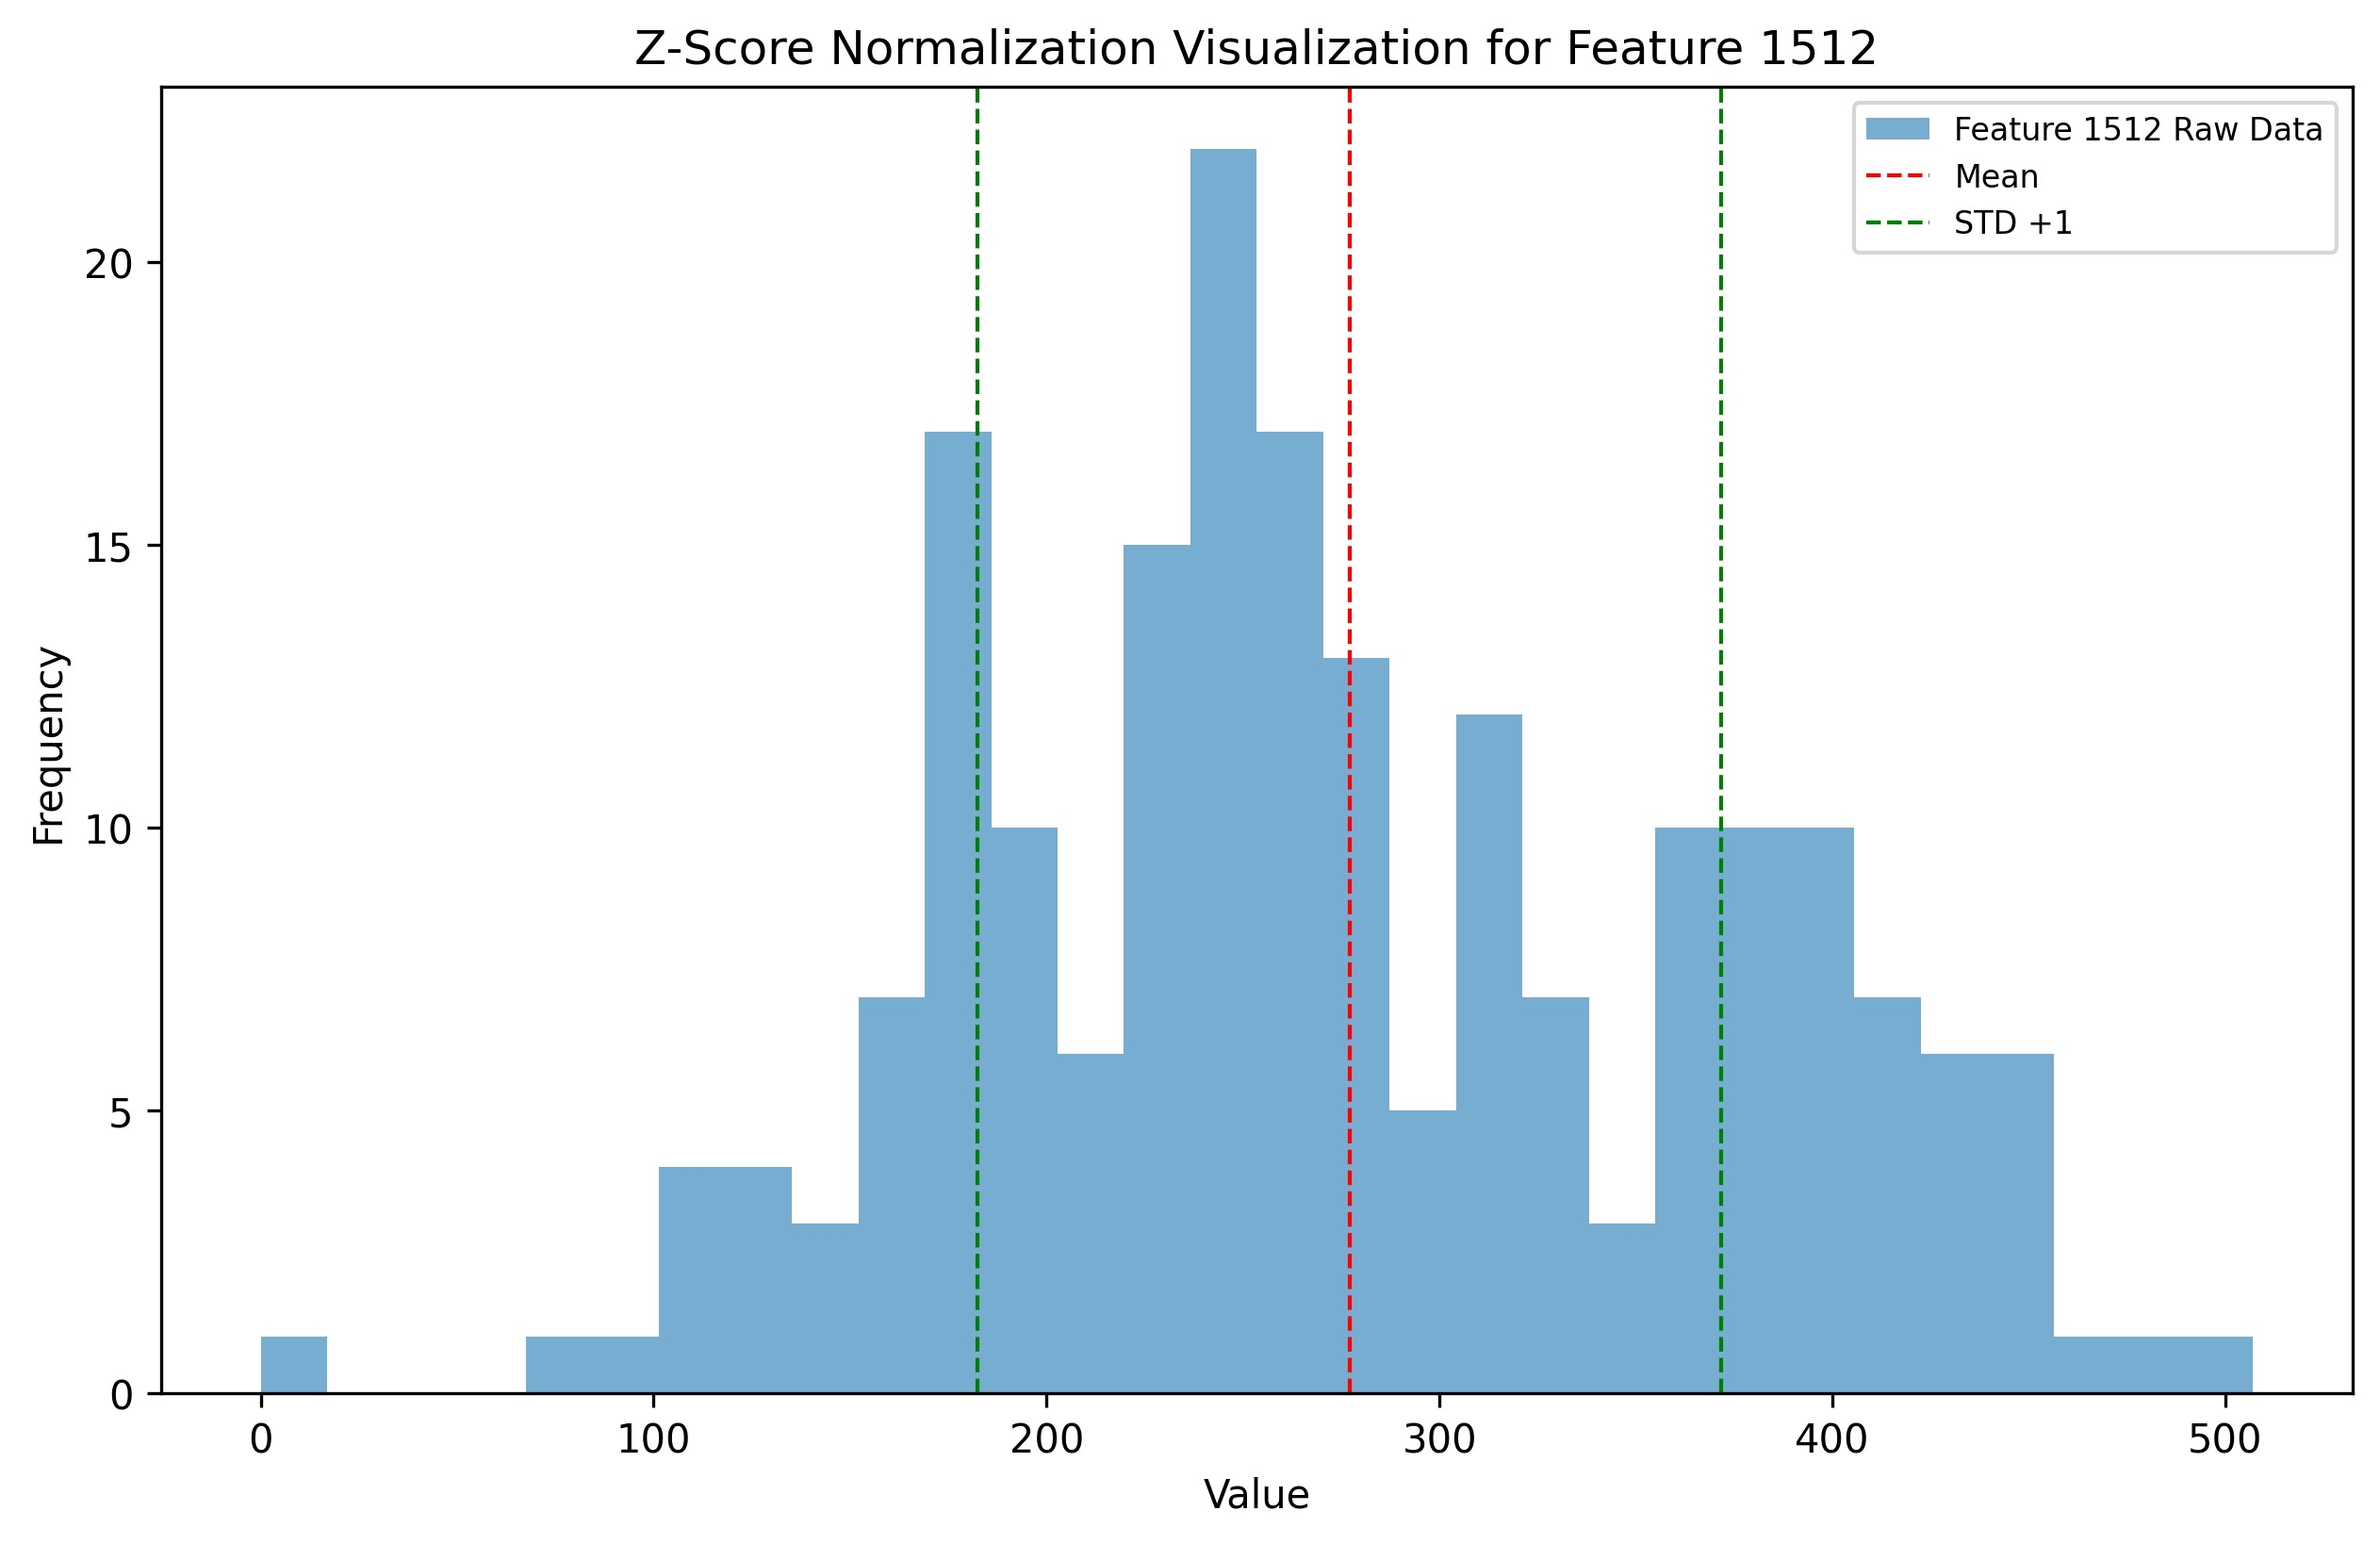 Z-Score Normalization Visualization for Feature 1512
Feature 1512 Raw Data
Mean
STD +1
Frequency
20
15
10
5
0
0 100 200 300 400 500
Value